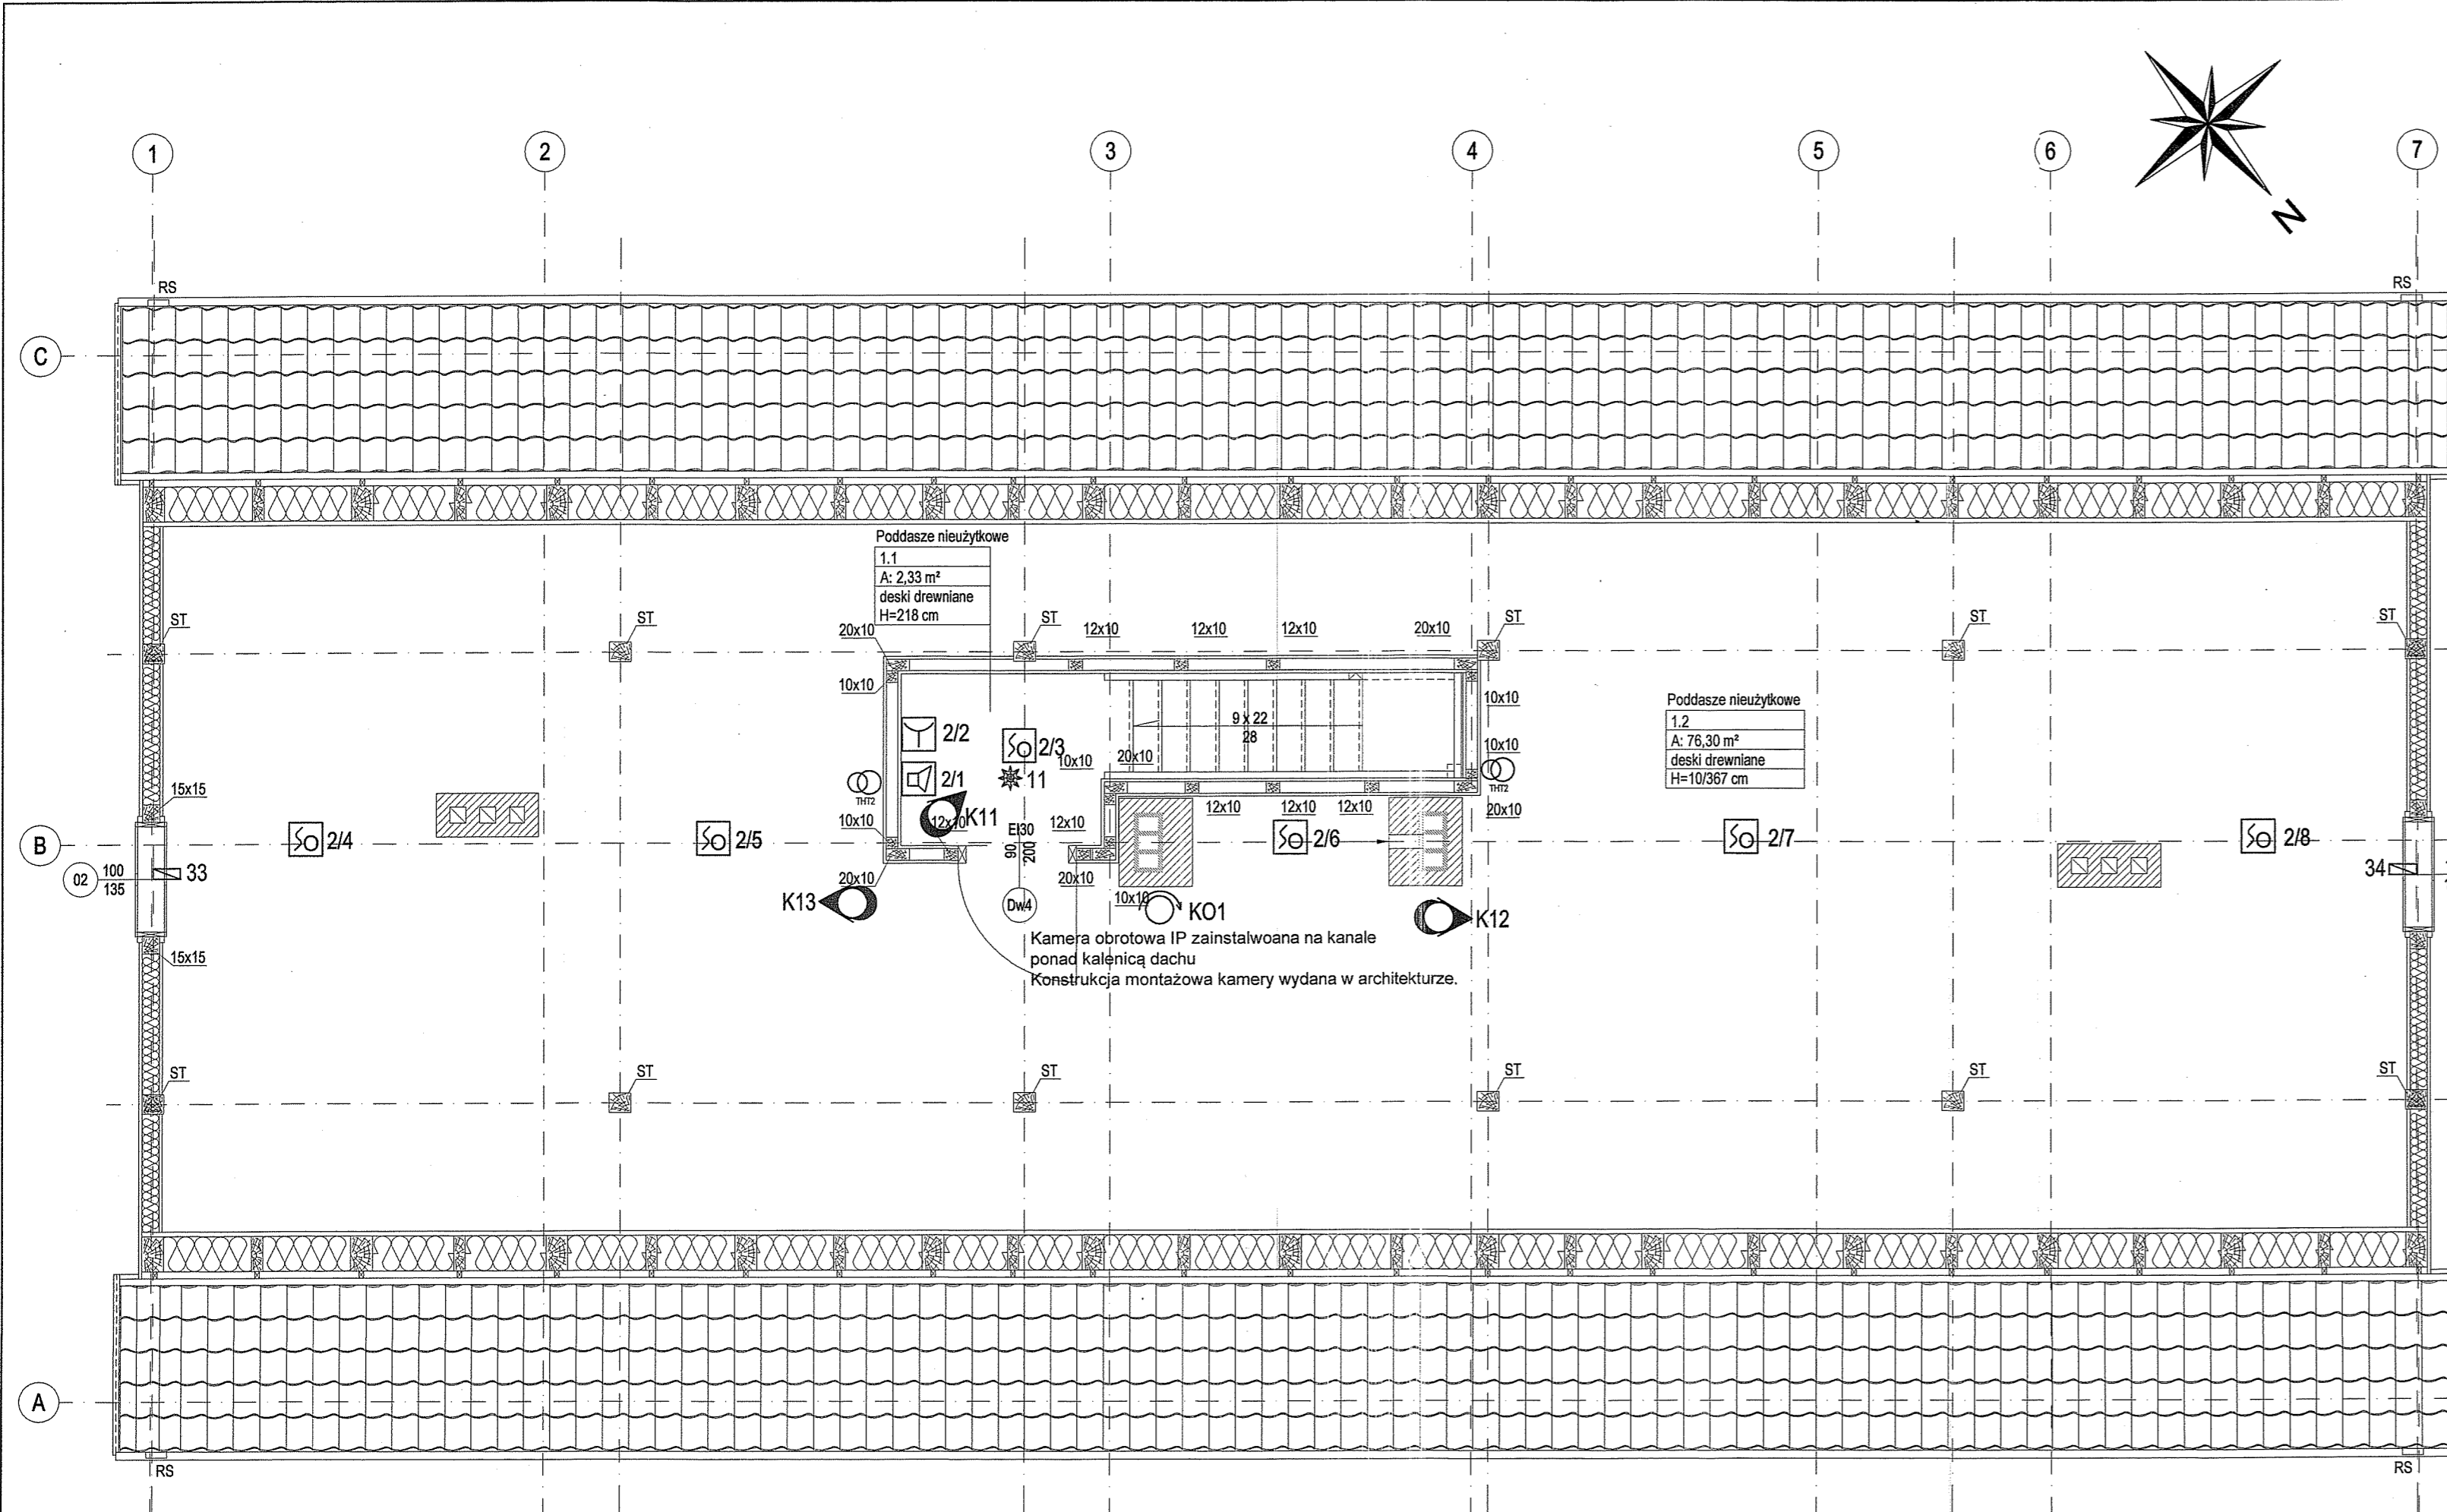 N
1
2
3
4
5
6
7
RS
RS
C
Poddasze nieużytkowe
1.1
A: 2,33 m²
deski drewniane
H=218 cm
ST
ST
ST
ST
ST
ST
20x10
12x10
12x10
12x10
20x10
10x10
10x10
Poddasze nieużytkowe
1.2
A: 76,30 m²
deski drewniane
H=10/367 cm
9 x 22
28
2/2
2/3
10x10
20x10
10x10
2/1
11
THT2
THT2
15x15
K11
12x10
12x10
12x10
12x10
12x10
20x10
10x10
EI30
90
200
B
2/4
2/5
2/6
2/7
2/8
02
100
135
33
34
20x10
20x10
K13
Dw4
10x10
KO1
K12
Kamera obrotowa IP zainstalwoana na kanale
ponad kalenicą dachu
Konstrukcja montażowa kamery wydana w architekturze.
15x15
ST
ST
ST
ST
ST
ST
A
RS
RS